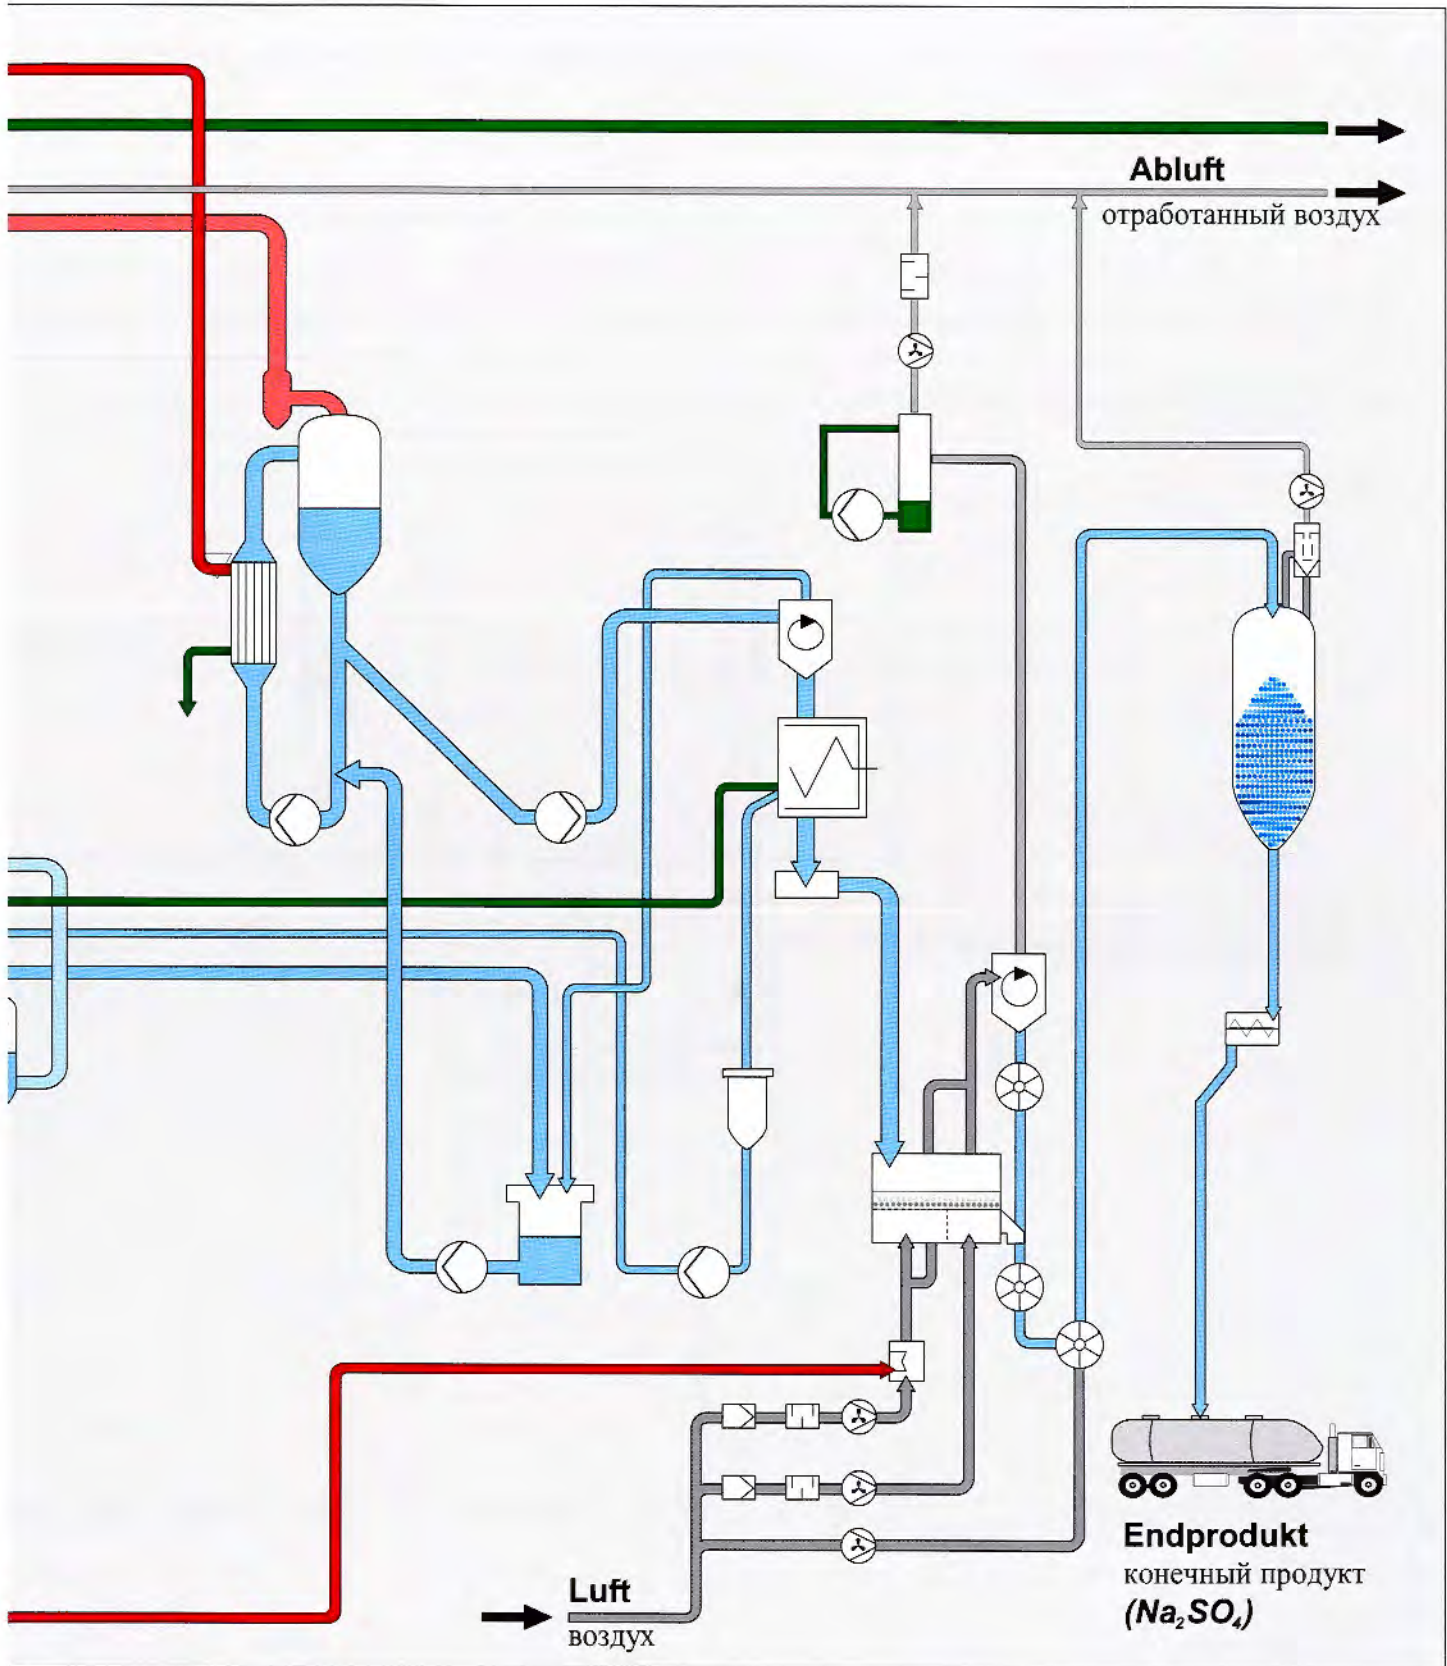 Abluft
отработанный воздух
Endprodukt
конечный продукт
(Na₂SO₄)
Luft
воздух